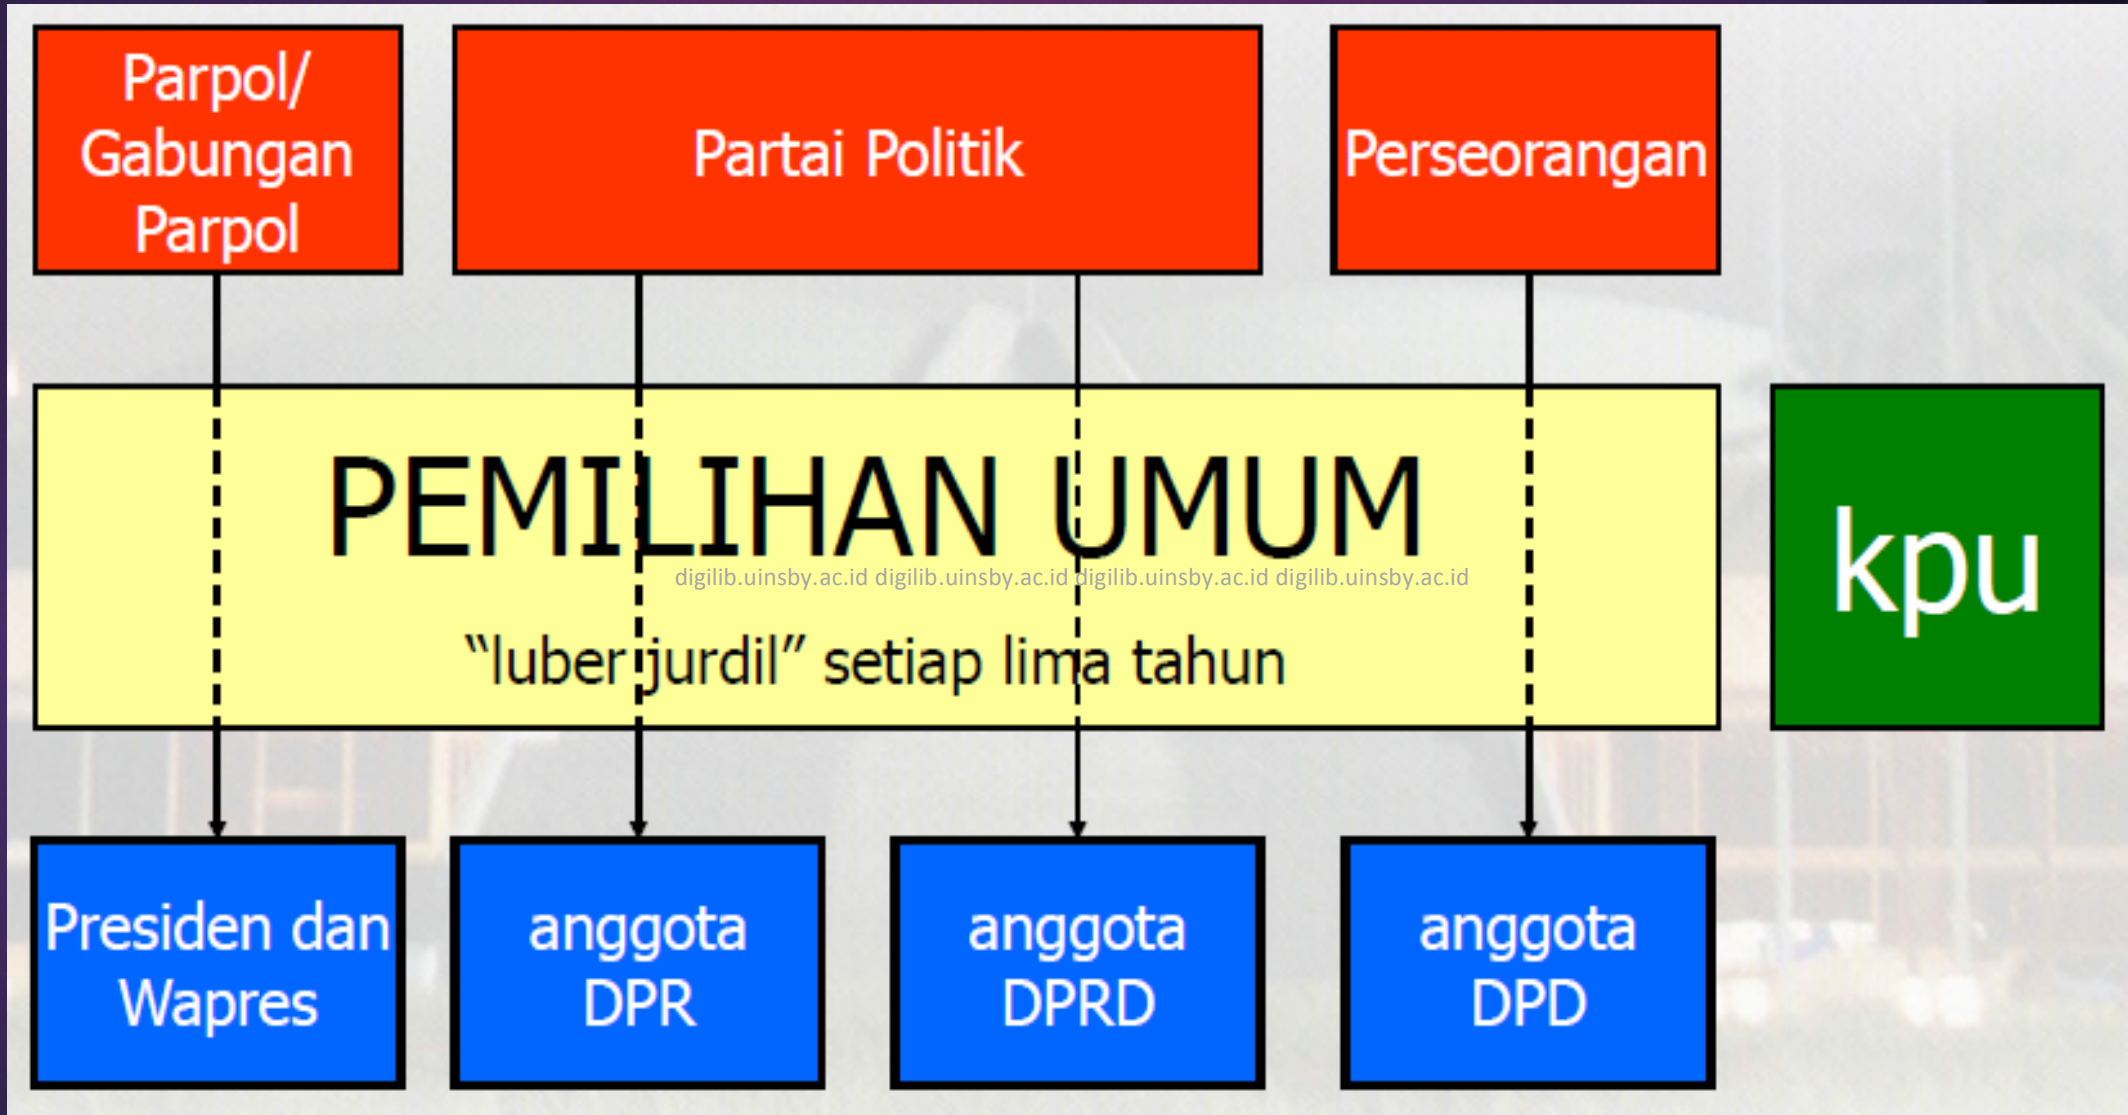 Parpol/
Gabungan
Parpol
Partai Politik
Perseorangan
PEMILIHAN UMUM
digilib.uinsby.ac.id digilib.uinsby.ac.id digilib.uinsby.ac.id digilib.uinsby.ac.id
“luber jurdil” setiap lima tahun
kpu
Presiden dan
Wapres
anggota
DPR
anggota
DPRD
anggota
DPD